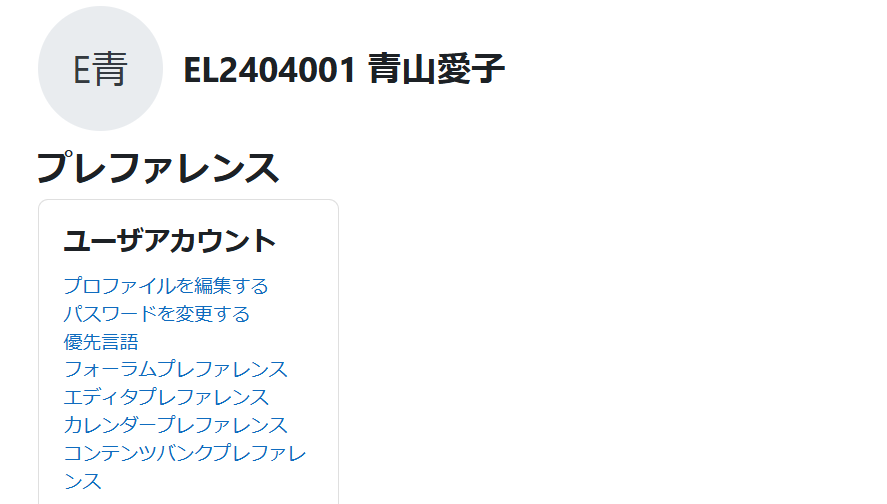 E青
EL2404001 青山愛子
プレファレンス
ユーザアカウント
プロファイルを編集する
パスワードを変更する
優先言語
フォーラムプレファレンス
エディタプレファレンス
カレンダープレファレンス
コンテンツバンクプレファレ
ンス